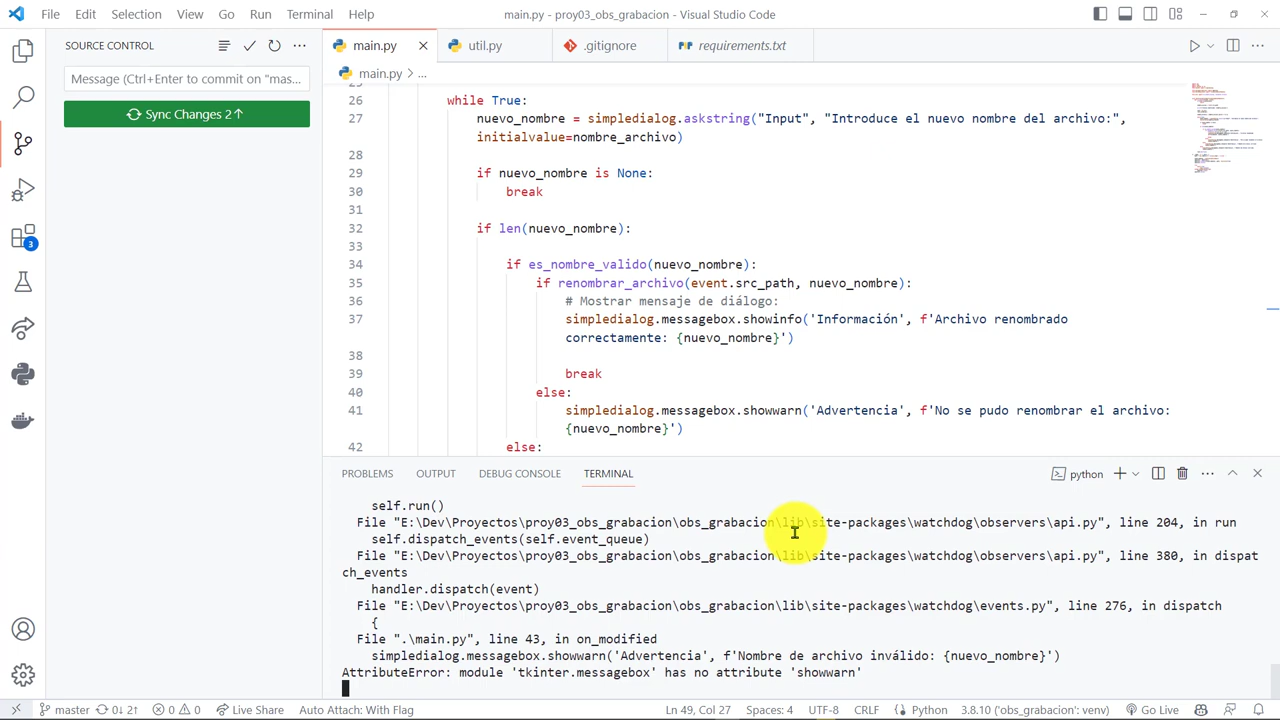 File Edit Selection View Go Run Terminal Help main.py - proy03_obs_grabacion - Visual Studio Code
SOURCE CONTROL
main.py util.py .gitignore requirements.txt
Message (Ctrl+Enter to commit on "mas...
main.py > ...
Sync Changes 2↑
25
26 while True:
27 nuevo_nombre = simpledialog.askstring("Input", "Introduce el nuevo nombre del archivo:",
initialvalue=nombre_archivo)
28
29 if nuevo_nombre is None:
30 break
31
32 if len(nuevo_nombre):
33
34 if es_nombre_valido(nuevo_nombre):
35 if renombrar_archivo(event.src_path, nuevo_nombre):
36 # Mostrar mensaje de diálogo:
37 simpledialog.messagebox.showinfo('Información', f'Archivo renombrado
correctamente: {nuevo_nombre}')
38
39 break
40 else:
41 simpledialog.messagebox.showwarn('Advertencia', f'No se pudo renombrar el archivo:
{nuevo_nombre}')
42 else:
3
PROBLEMS OUTPUT DEBUG CONSOLE TERMINAL python
self.run()
File "E:\Dev\Proyectos\proy03_obs_grabacion\obs_grabacion\lib\site-packages\watchdog\observers\api.py", line 204, in run
self.dispatch_events(self.event_queue)
File "E:\Dev\Proyectos\proy03_obs_grabacion\obs_grabacion\lib\site-packages\watchdog\observers\api.py", line 380, in dispat
ch_events
handler.dispatch(event)
File "E:\Dev\Proyectos\proy03_obs_grabacion\obs_grabacion\lib\site-packages\watchdog\events.py", line 276, in dispatch
{
File ".\main.py", line 43, in on_modified
simpledialog.messagebox.showwarn('Advertencia', f'Nombre de archivo inválido: {nuevo_nombre}')
AttributeError: module 'tkinter.messagebox' has no attribute 'showwarn'
master 0↓ 2↑ 0 0 Live Share Auto Attach: With Flag Ln 49, Col 27 Spaces: 4 UTF-8 CRLF Python 3.8.10 ('obs_grabacion': venv) Go Live